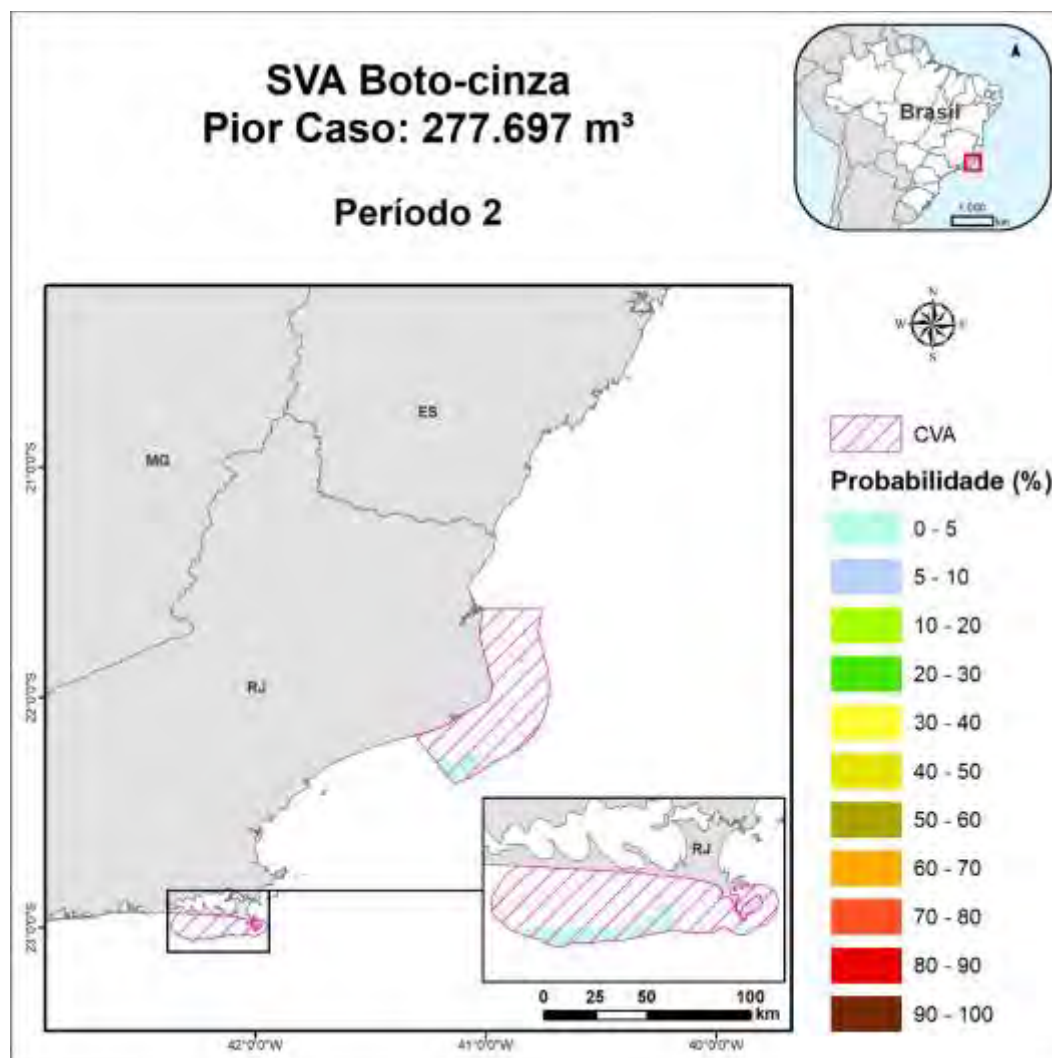 SVA Boto-cinza
Pior Caso: 277.697 m³
Período 2
Brasil
1.000
km
N
W
E
S
CVA
Probabilidade (%)
0 - 5
5 - 10
10 - 20
20 - 30
30 - 40
40 - 50
50 - 60
60 - 70
70 - 80
80 - 90
90 - 100
MG
ES
RJ
RJ
21°0'0"S
22°0'0"S
23°0'0"S
42°0'0"W
41°0'0"W
40°0'0"W
0 25 50 100
km